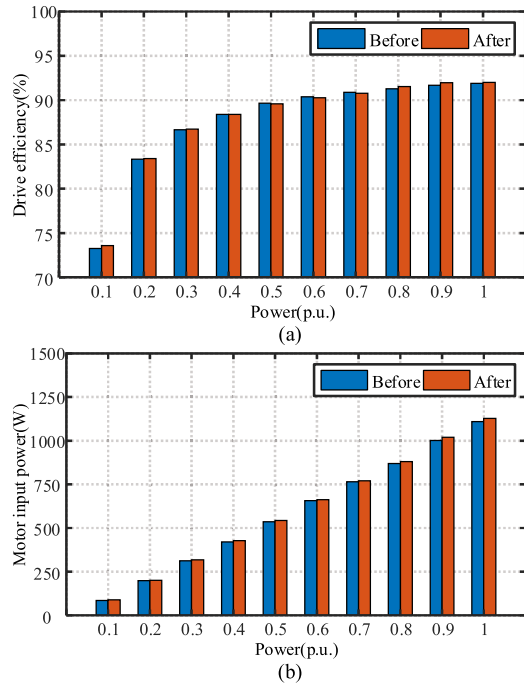 100
95
90
85
80
75
70
Drive efficiency(%)
Before
After
0.1 0.2 0.3 0.4 0.5 0.6 0.7 0.8 0.9 1
Power(p.u.)
(a)
1500
1250
1000
750
500
250
0
Motor input power(W)
Before
After
0.1 0.2 0.3 0.4 0.5 0.6 0.7 0.8 0.9 1
Power(p.u.)
(b)